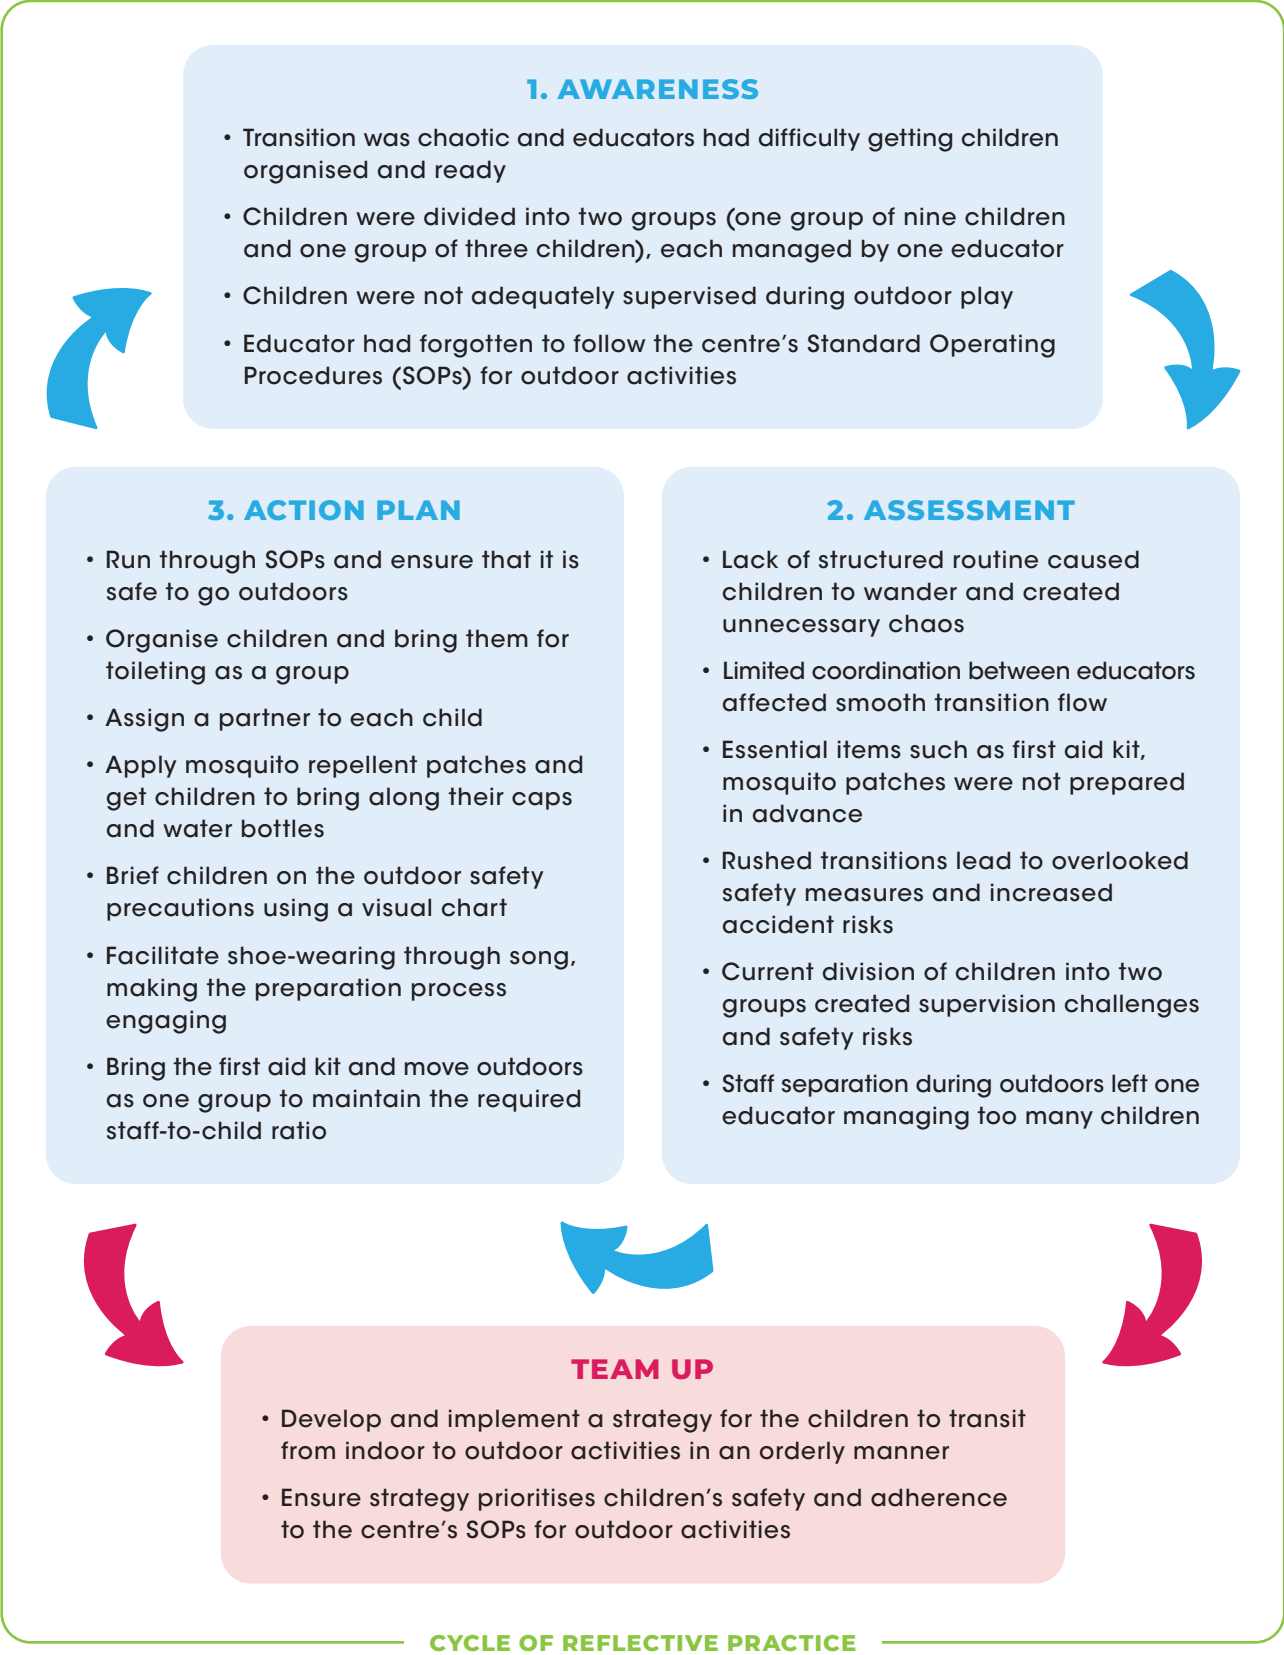 1. AWARENESS
• Transition was chaotic and educators had difficulty getting children
organised and ready
• Children were divided into two groups (one group of nine children
and one group of three children), each managed by one educator
• Children were not adequately supervised during outdoor play
• Educator had forgotten to follow the centre's Standard Operating
Procedures (SOPs) for outdoor activities
3. ACTION PLAN
• Run through SOPs and ensure that it is
safe to go outdoors
• Organise children and bring them for
toileting as a group
• Assign a partner to each child
• Apply mosquito repellent patches and
get children to bring along their caps
and water bottles
• Brief children on the outdoor safety
precautions using a visual chart
• Facilitate shoe-wearing through song,
making the preparation process
engaging
• Bring the first aid kit and move outdoors
as one group to maintain the required
staff-to-child ratio
2. ASSESSMENT
• Lack of structured routine caused
children to wander and created
unnecessary chaos
• Limited coordination between educators
affected smooth transition flow
• Essential items such as first aid kit,
mosquito patches were not prepared
in advance
• Rushed transitions lead to overlooked
safety measures and increased
accident risks
• Current division of children into two
groups created supervision challenges
and safety risks
• Staff separation during outdoors left one
educator managing too many children
TEAM UP
• Develop and implement a strategy for the children to transit
from indoor to outdoor activities in an orderly manner
• Ensure strategy prioritises children's safety and adherence
to the centre's SOPs for outdoor activities
CYCLE OF REFLECTIVE PRACTICE